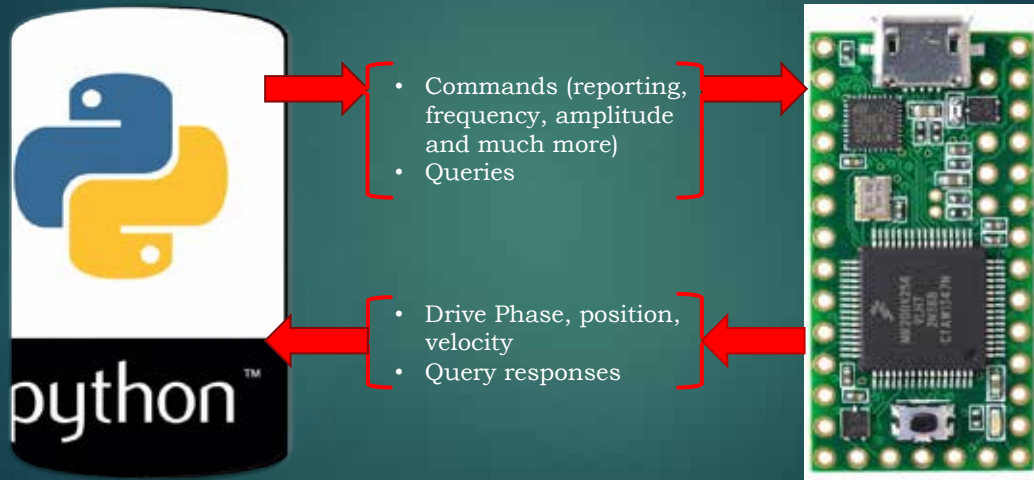 • Commands (reporting,
frequency, amplitude
and much more)
• Queries
• Drive Phase, position,
velocity
• Query responses
python™